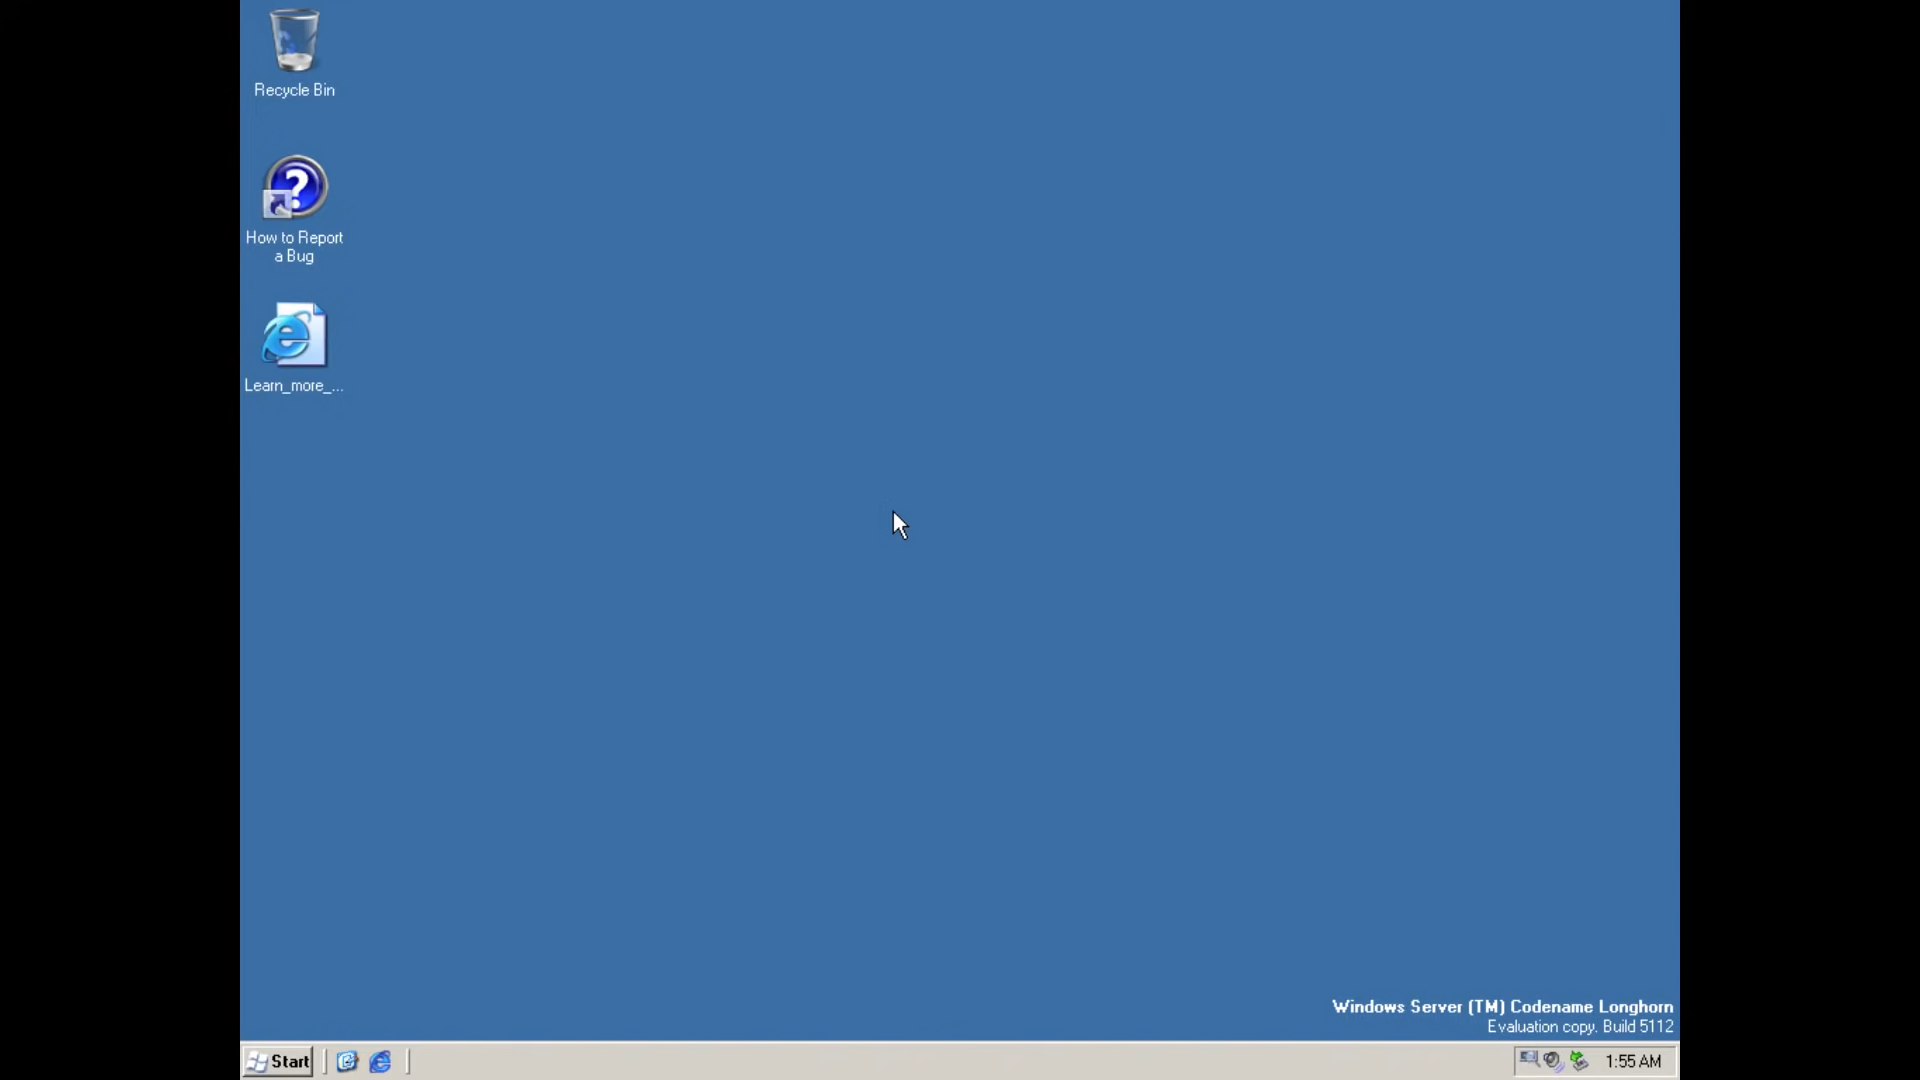 Recycle Bin
How to Report
a Bug
Learn_more_...
Windows Server (TM) Codename Longhorn
Evaluation copy. Build 5112
Start
1:55 AM